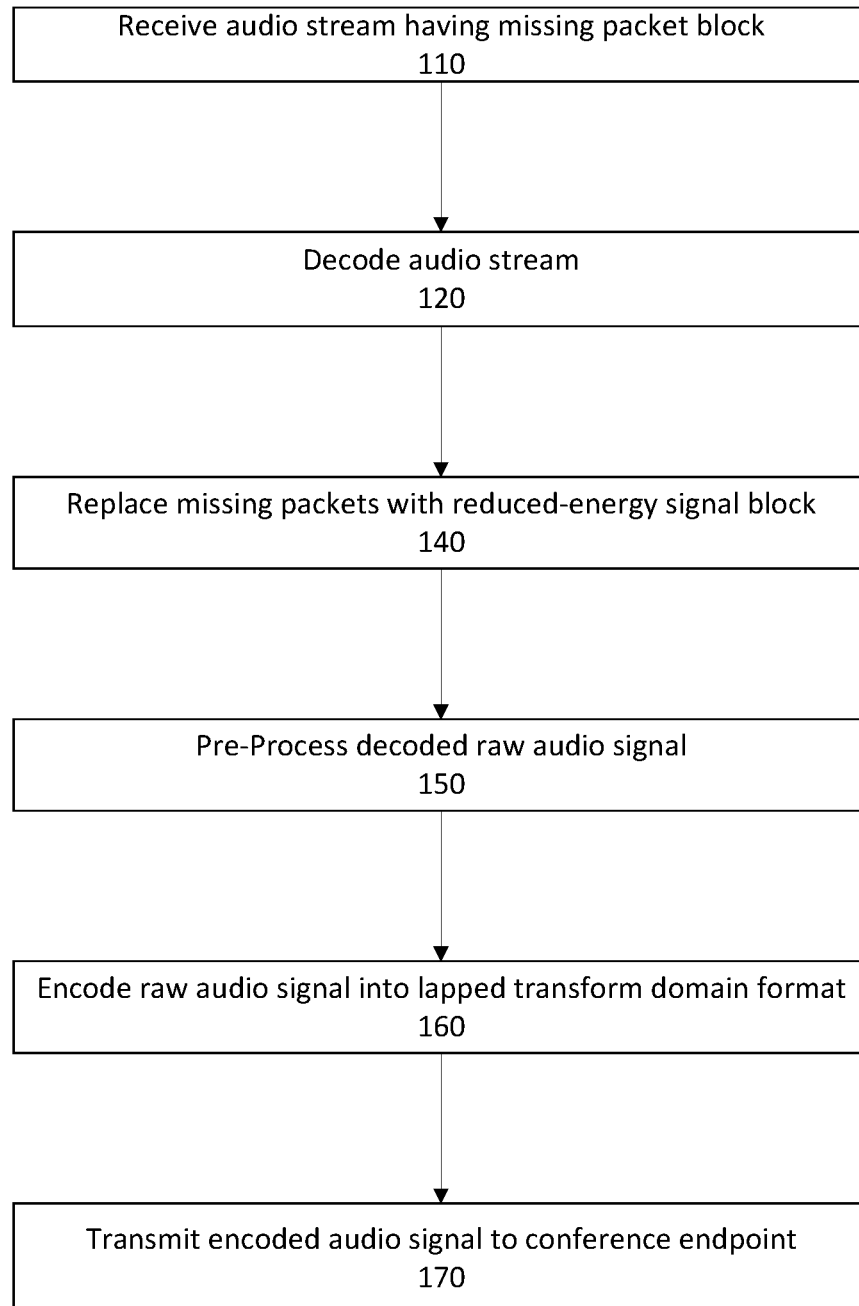 Receive audio stream having missing packet block
110
Decode audio stream
120
Replace missing packets with reduced-energy signal block
140
Pre-Process decoded raw audio signal
150
Encode raw audio signal into lapped transform domain format
160
Transmit encoded audio signal to conference endpoint
170